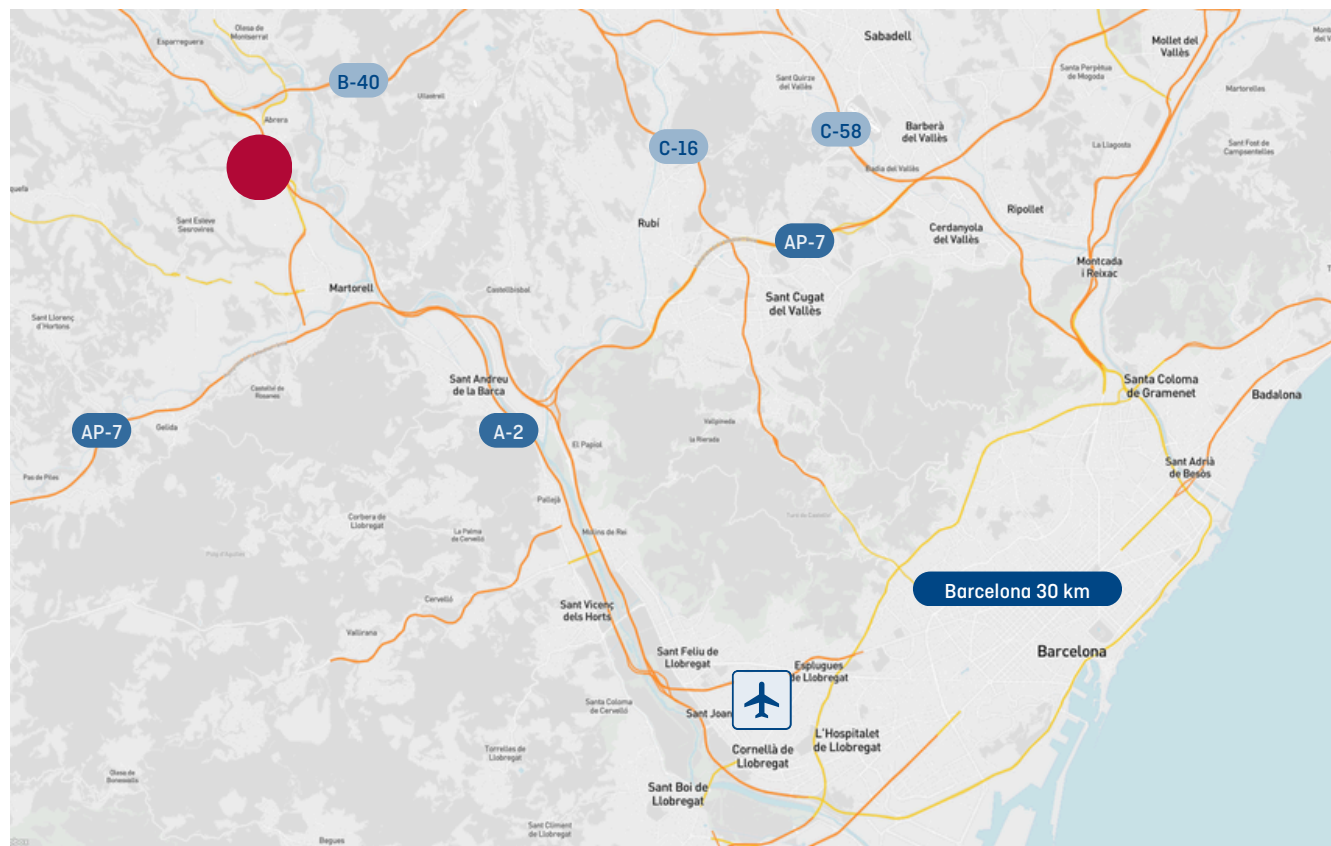 Olesa de
Montserrat
Esparreguera
Sabadell
Mollet del
Vallès
B-40
Ullastrell
Sant Quirze
del Vallès
Santa Perpètua
de Mogoda
Martorelles
Abrera
C-16
C-58
Barberà
del Vallès
La Llagosta
Sant Fost de
Campsentelles
Badia del Vallès
Sant Esteve
Sesrovires
Rubí
AP-7
Ripollet
Cerdanyola
del Vallès
Montcada
i Reixac
Martorell
Castellbisbal
Sant Cugat
del Vallès
Sant Llorenç
d'Hortons
Castellví de
Rosanes
Sant Andreu
de la Barca
Santa Coloma
de Gramenet
Badalona
AP-7
Gelida
A-2
Vallpineda
la Rierada
El Papiol
Sant Adrià
de Besòs
Pas de Piles
Pallejà
Corbera de
Llobregat
La Palma
de Cervelló
Molins de Rei
Puig d'Agulles
Barcelona 30 km
Cervelló
Sant Vicenç
dels Horts
Vallirana
Sant Feliu de
Llobregat
Esplugues
de Llobregat
Barcelona
Santa Coloma
de Cervelló
Sant Joan
L'Hospitalet
de Llobregat
Cornellà de
Llobregat
Torrelles de
Llobregat
Olesa de
Bonesvalls
Sant Boi de
Llobregat
Sant Climent
de Llobregat
Begues